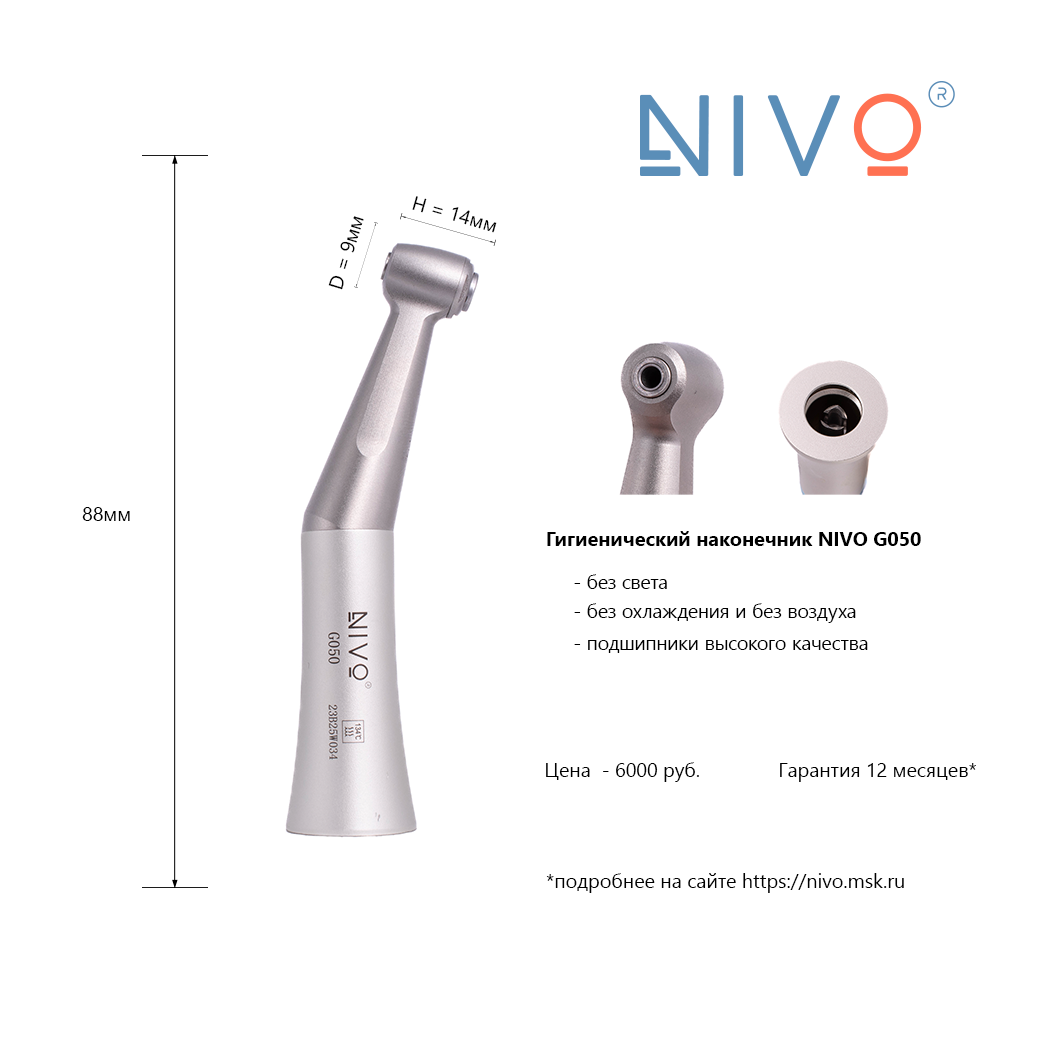 NIVO®
H = 14мм
D = 9мм
88мм
NIVO®
G050
23B25W034
134°C
Гигиенический наконечник NIVO G050
- без света
- без охлаждения и без воздуха
- подшипники высокого качества
Цена - 6000 руб.
Гарантия 12 месяцев*
*подробнее на сайте https://nivo.msk.ru